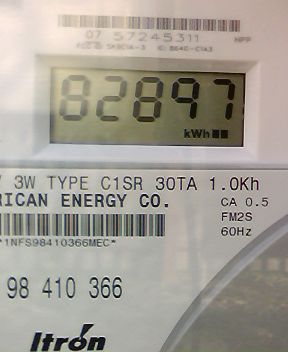 07 57245311 HPP
82897
kWh
3W TYPE C1SR 30TA 1.0Kh
RICAN ENERGY CO. CA 0.5
FM2S
*1NFS98410366MEC* 60Hz
98 410 366
Itron